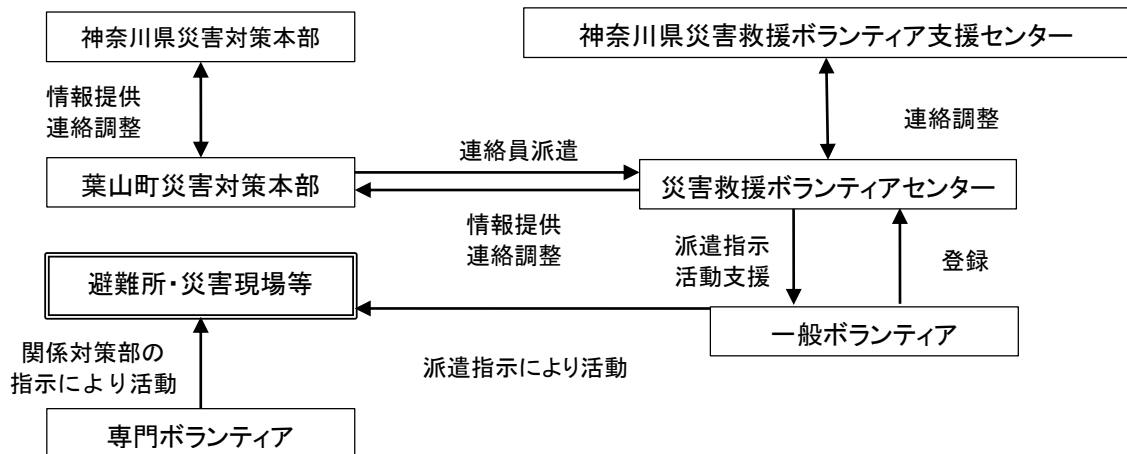 神奈川県災害対策本部
神奈川県災害救援ボランティア支援センター
情報提供
連絡調整
連絡調整
連絡員派遣
葉山町災害対策本部
災害救援ボランティアセンター
情報提供
連絡調整
派遣指示
活動支援
登録
避難所・災害現場等
一般ボランティア
関係対策部の
指示により活動
派遣指示により活動
専門ボランティア